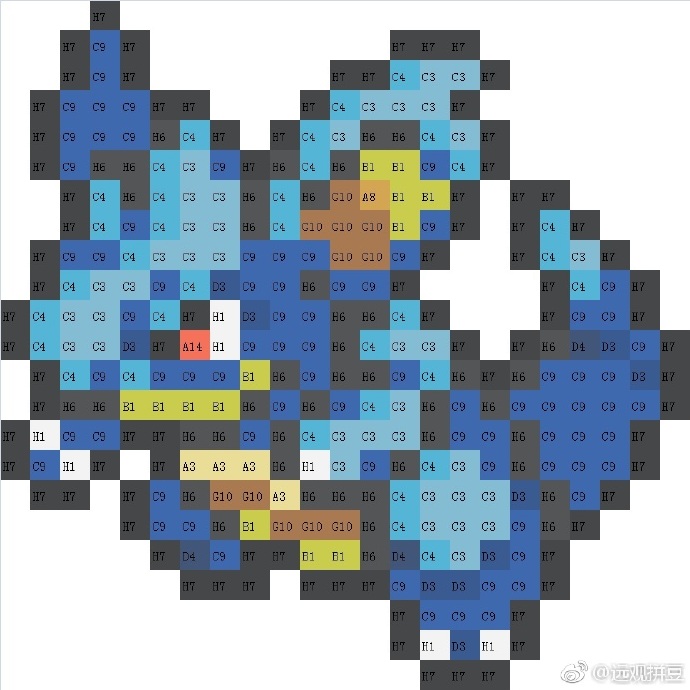 H7
H7 C9 H7 H7 H7 H7
H7 C9 H7 H7 H7 C4 C3 C3 H7
H7 C9 C9 C9 H7 H7 H7 C4 C3 C3 C3 H7
H7 C9 C9 C9 H6 C4 H7 H7 C4 C3 H6 H6 C4 C3 H7
H7 C9 H6 H6 C4 C3 C9 H7 H6 C4 H6 B1 B1 C9 C4 H7
H7 C4 H6 C4 C3 C3 H6 C4 H6 G10 A8 B1 B1 H7 H7 H7
H7 C4 C9 C4 C3 C3 H6 C4 G10 G10 G10 B1 C9 H7 H7 C4 H7
H7 C9 C9 C4 C3 C3 C3 C9 C9 C9 G10 G10 C9 H7 H7 C4 C3 H7
H7 C4 C3 C3 C9 C4 D3 C9 C9 H6 C9 C9 H7 H7 C4 C9 H7
H7 C4 C3 C3 C9 C4 H7 H1 D3 C9 C9 H6 H6 C4 H7 H7 C9 C9 H7
H7 C4 C3 C3 D3 H7 A14 H1 C9 C9 C9 H6 C4 C3 C3 H7 H7 H6 D4 D3 C9 H7
H7 C4 C9 C4 C9 C9 C9 B1 H6 C9 H6 H6 C9 C4 H6 H7 H6 C9 C9 C9 D3 H7
H7 H6 H6 B1 B1 B1 B1 H6 C9 H6 C9 C4 C3 H6 C9 H6 C9 C9 C9 C9 C9 H7
H7 H1 C9 C9 H7 H7 H6 H6 C9 H6 C4 C3 C3 C3 H6 C9 C9 H6 C9 C9 C9 H7
H7 C9 H1 H7 H7 A3 A3 A3 H6 H1 C3 C9 H6 C4 C3 C9 H6 C9 C9 C9 H7
H7 H7 H7 C9 H6 G10 G10 A3 H6 H6 H6 C4 C3 C3 C3 D3 H6 C9 H7
H7 C9 C9 H6 B1 G10 G10 G10 H6 C4 C3 C3 C3 C9 H6 H7
H7 D4 C9 H7 H7 B1 B1 H6 D4 C4 C3 D3 C9 H7
H7 H7 H7 H7 H7 H7 C9 D3 D3 C9 C9 H7
H7 C9 C9 C9 H7
H7 H1 D3 H1 H7
H7 H7 H7
@远观拼豆